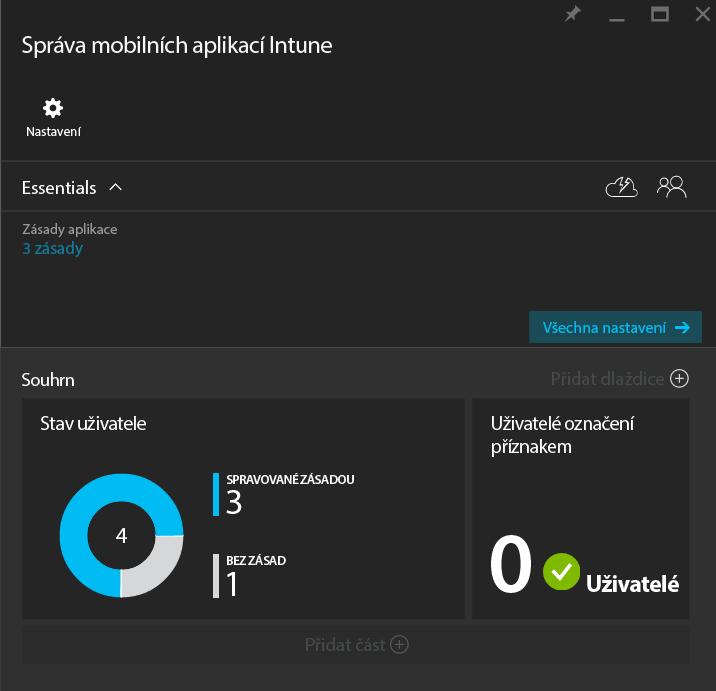 Správa mobilních aplikací Intune
Nastavení
Essentials
Zásady aplikace
3 zásady
Všechna nastavení
Souhrn
Přidat dlaždice
Stav uživatele
4
SPRAVOVANÉ ZÁSADOU
3
BEZ ZÁSAD
1
Uživatelé označení
příznakem
0 Uživatelé
Přidat část